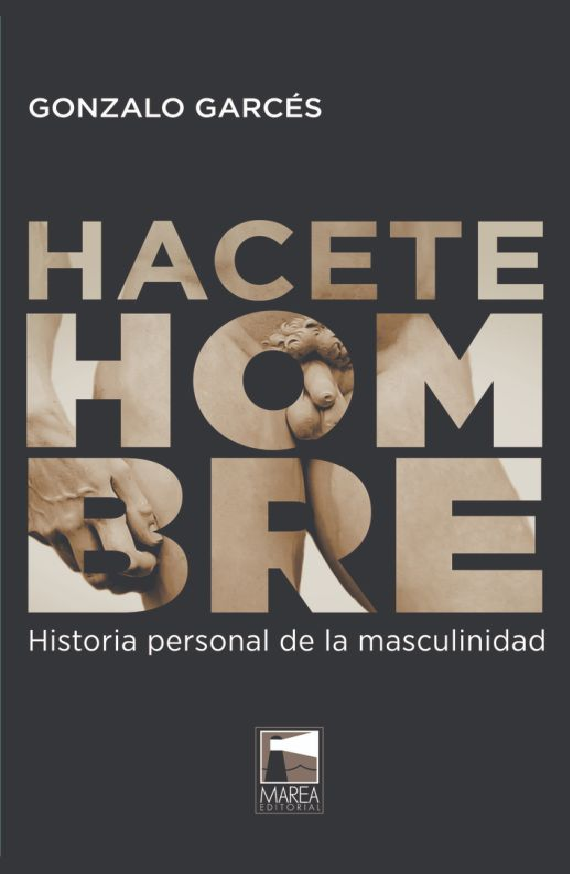 GONZALO GARCÉS
HACETE
HOM
BRE
Historia personal de la masculinidad
MAREA
EDITORIAL